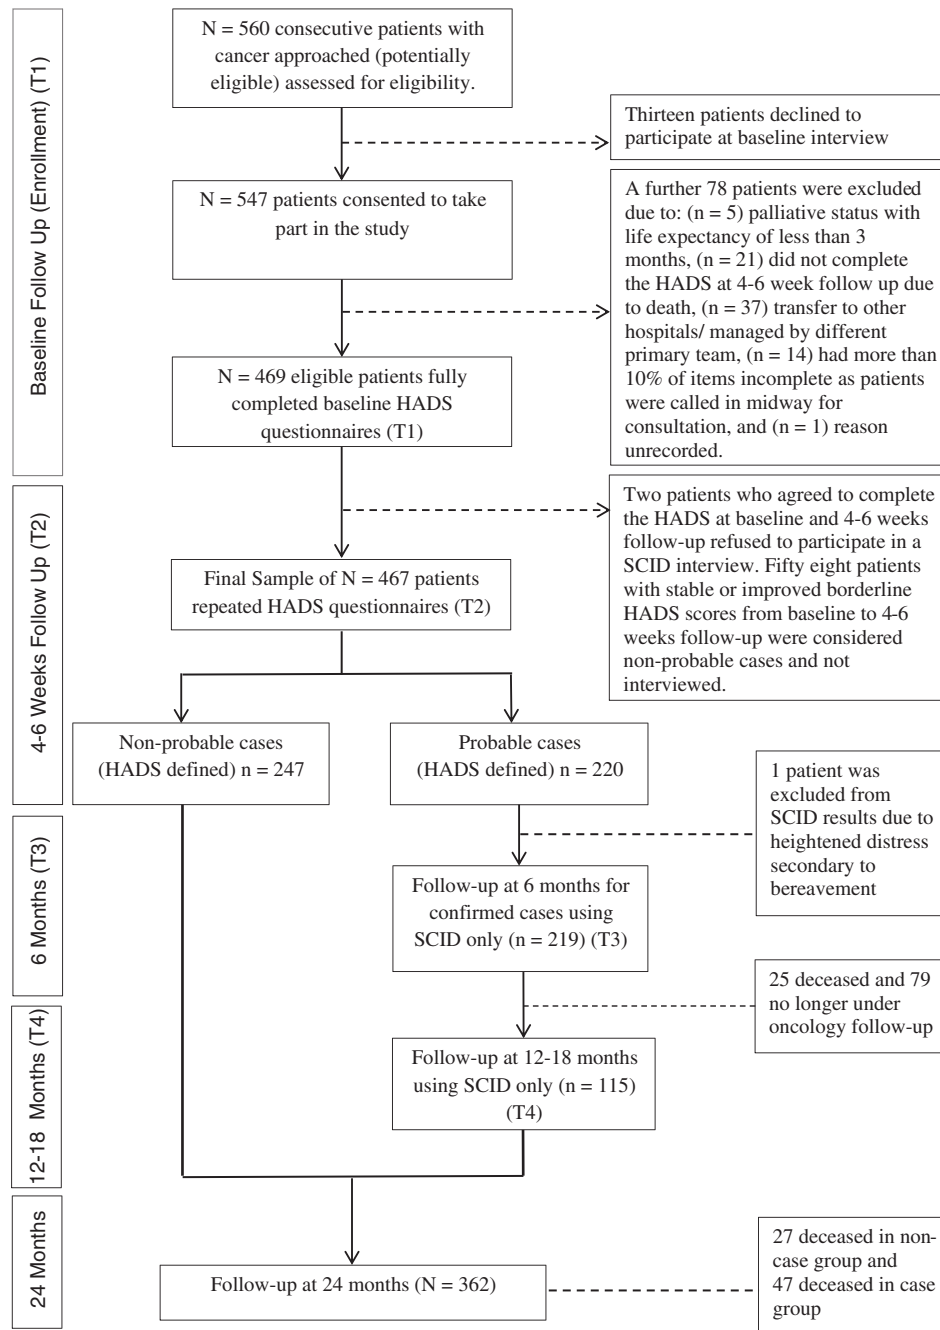 Baseline Follow Up (Enrollment) (T1)
N = 560 consecutive patients with
cancer approached (potentially
eligible) assessed for eligibility.
Thirteen patients declined to
participate at baseline interview
N = 547 patients consented to take
part in the study
A further 78 patients were excluded
due to: (n = 5) palliative status with
life expectancy of less than 3
months, (n = 21) did not complete
the HADS at 4-6 week follow up due
to death, (n = 37) transfer to other
hospitals/ managed by different
primary team, (n = 14) had more than
10% of items incomplete as patients
were called in midway for
consultation, and (n = 1) reason
unrecorded.
N = 469 eligible patients fully
completed baseline HADS
questionnaires (T1)
4-6 Weeks Follow Up (T2)
Two patients who agreed to complete
the HADS at baseline and 4-6 weeks
follow-up refused to participate in a
SCID interview. Fifty eight patients
with stable or improved borderline
HADS scores from baseline to 4-6
weeks follow-up were considered
non-probable cases and not
interviewed.
Final Sample of N = 467 patients
repeated HADS questionnaires (T2)
Non-probable cases
(HADS defined) n = 247
Probable cases
(HADS defined) n = 220
1 patient was
excluded from
SCID results due to
heightened distress
secondary to
bereavement
6 Months (T3)
Follow-up at 6 months for
confirmed cases using
SCID only (n = 219) (T3)
25 deceased and 79
no longer under
oncology follow-up
12-18 Months (T4)
Follow-up at 12-18 months
using SCID only (n = 115)
(T4)
24 Months
Follow-up at 24 months (N = 362)
27 deceased in non-
case group and
47 deceased in case
group